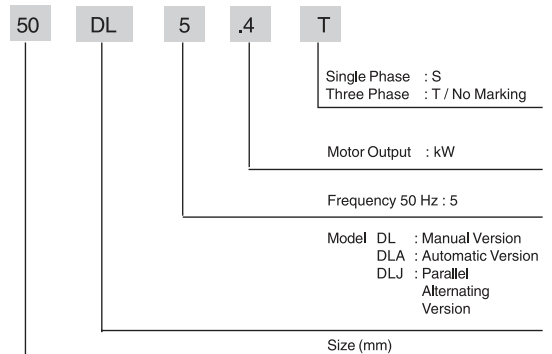 50 DL 5 .4 T
Single Phase : S
Three Phase : T / No Marking
Motor Output : kW
Frequency 50 Hz : 5
Model DL : Manual Version
DLA : Automatic Version
DLJ : Parallel
Alternating
Version
Size (mm)